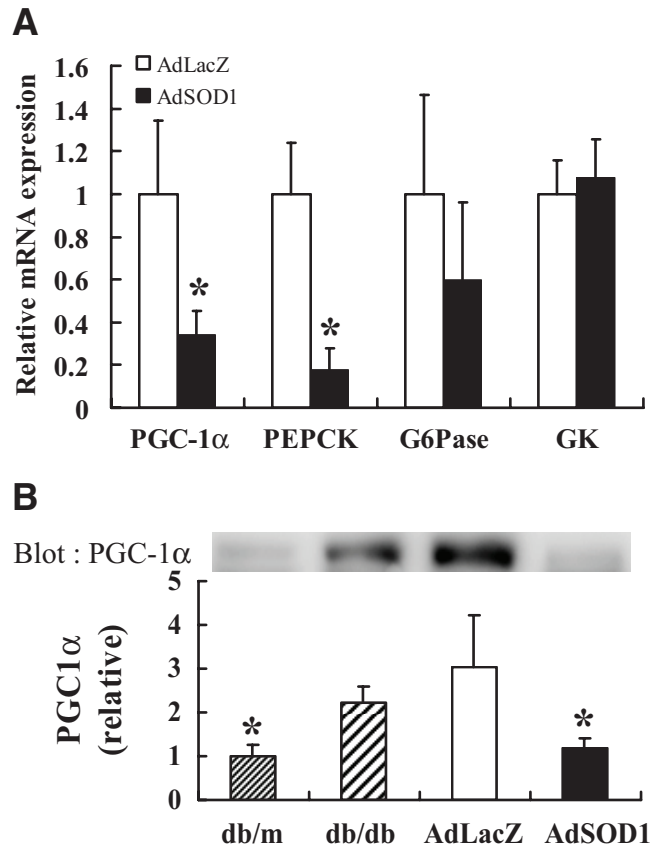 A
Relative mRNA expression
1.6
1.4
1.2
1
0.8
0.6
0.4
0.2
0
AdLacZ
AdSOD1
*
*
PGC-1α PEPCK G6Pase GK
B
Blot : PGC-1α
PGC1α
(relative)
5
4
3
2
1
0
*
*
db/m db/db AdLacZ AdSOD1